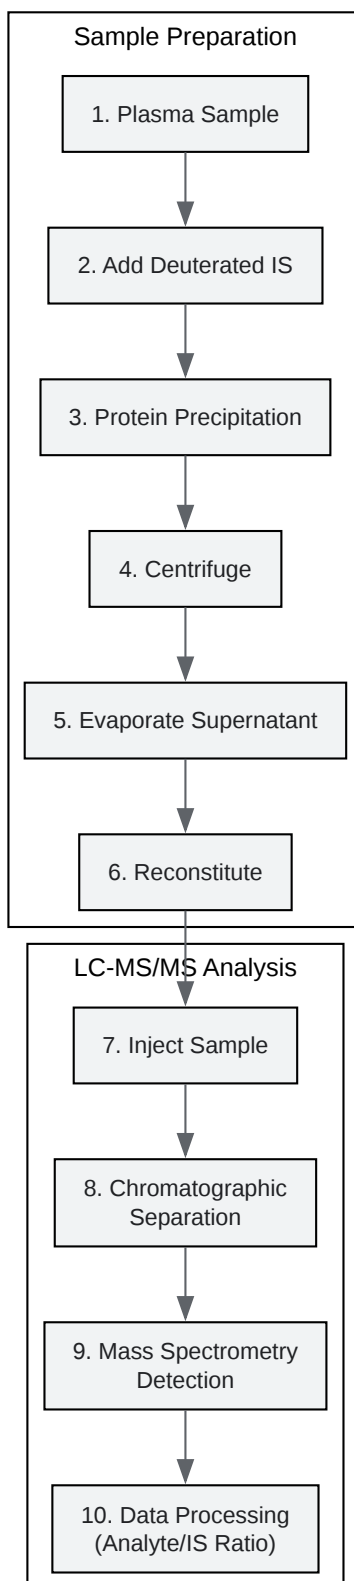 Sample Preparation
1. Plasma Sample
2. Add Deuterated IS
3. Protein Precipitation
4. Centrifuge
5. Evaporate Supernatant
6. Reconstitute
LC-MS/MS Analysis
7. Inject Sample
8. Chromatographic
Separation
9. Mass Spectrometry
Detection
10. Data Processing
(Analyte/IS Ratio)